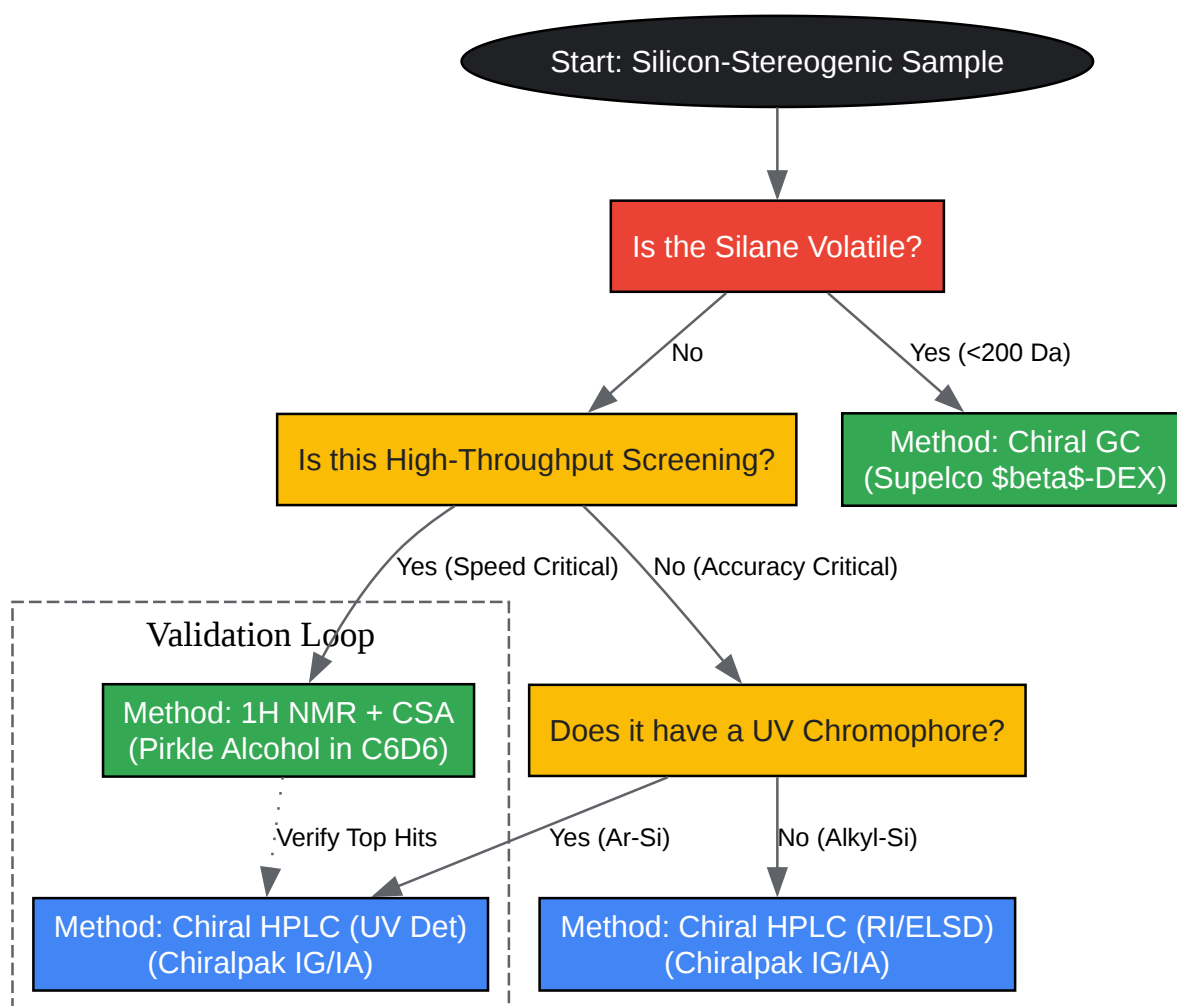 Start: Silicon-Stereogenic Sample
Is the Silane Volatile?
No
Yes (<200 Da)
Is this High-Throughput Screening?
Method: Chiral GC
(Supelco $beta$-DEX)
Yes (Speed Critical)
No (Accuracy Critical)
Validation Loop
Method: 1H NMR + CSA
(Pirkle Alcohol in C6D6)
Does it have a UV Chromophore?
Verify Top Hits
Yes (Ar-Si)
No (Alkyl-Si)
Method: Chiral HPLC (UV Det)
(Chiralpak IG/IA)
Method: Chiral HPLC (RI/ELSD)
(Chiralpak IG/IA)